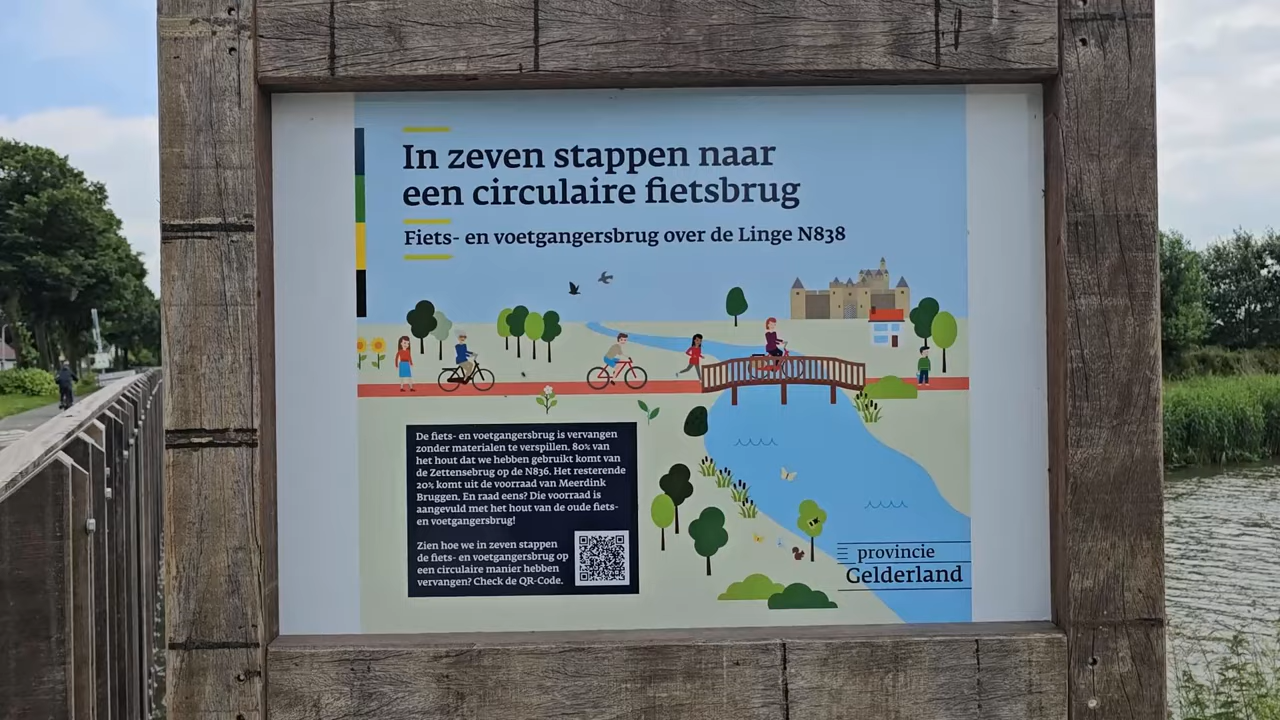 In zeven stappen naar
een circulaire fietsbrug
Fiets- en voetgangersbrug over de Linge N838
De fiets- en voetgangersbrug is vervangen
zonder materialen te verspillen. 80% van
het hout dat we hebben gebruikt komt van
de Zettensebrug op de N836. Het resterende
20% komt uit de voorraad van Meerdink
Bruggen. En raad eens? Die voorraad is
aangevuld met het hout van de oude fiets-
en voetgangersbrug!
Zien hoe we in zeven stappen
de fiets- en voetgangersbrug op
een circulaire manier hebben
vervangen? Check de QR-Code.
provincie
Gelderland